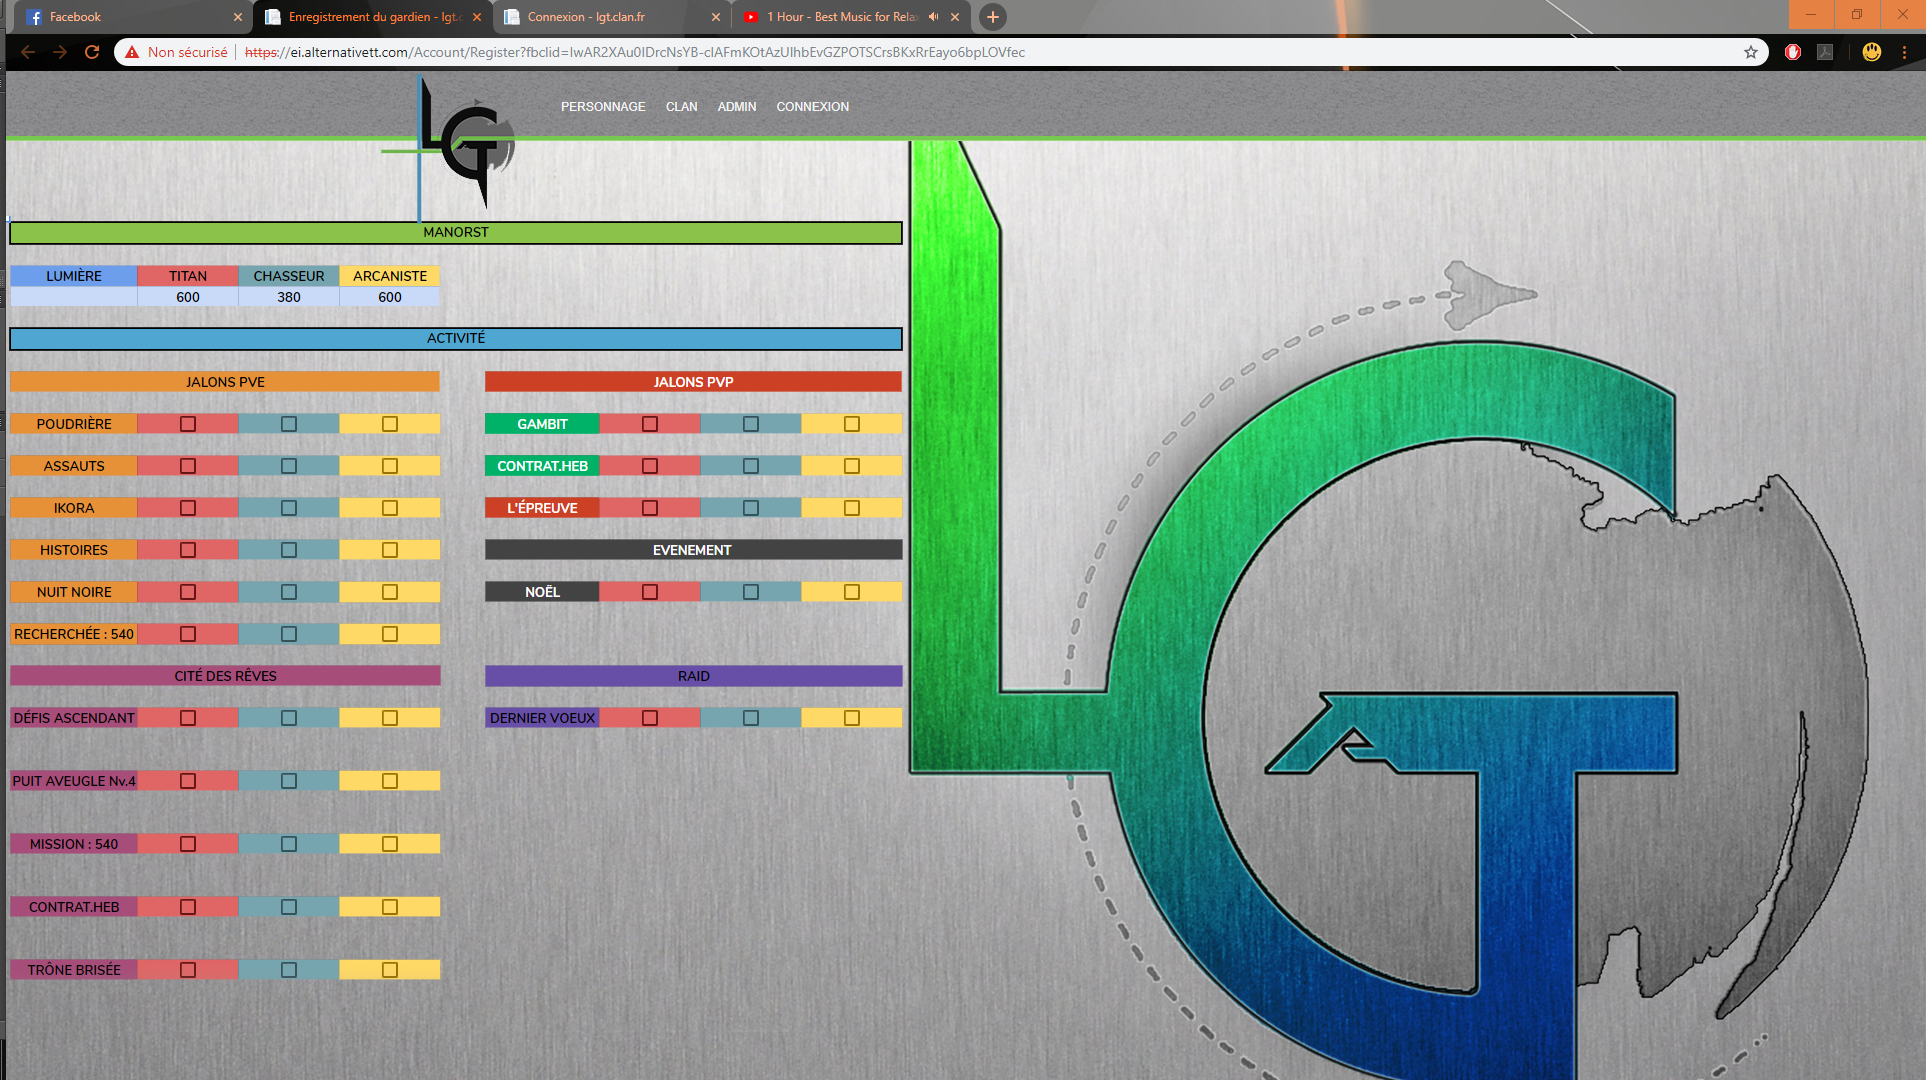 Facebook
Enregistrement du gardien - lgt.c
Connexion - lgt.clan.fr
1 Hour - Best Music for Rela
Non sécurisé
https://ei.alternativett.com/Account/Register?fbclid=IwAR2XAu0IDrcNsYB-clAFmKOtAzUlhbEvGZPOTSCrsBKxRrEayo6bpLOVfec
PERSONNAGE CLAN ADMIN CONNEXION
LGT
MANORST
LUMIÈRE TITAN CHASSEUR ARCANISTE
600 380 600
ACTIVITÉ
JALONS PVE
JALONS PVP
POUDRIÈRE
GAMBIT
ASSAUTS
CONTRAT.HEB
IKORA
L'ÉPREUVE
HISTOIRES
EVENEMENT
NUIT NOIRE
NOËL
RECHERCHÉE : 540
CITÉ DES RÊVES
RAID
DÉFIS ASCENDANT
DERNIER VOEUX
PUIT AVEUGLE Nv.4
MISSION : 540
CONTRAT.HEB
TRÔNE BRISÉE
LGT